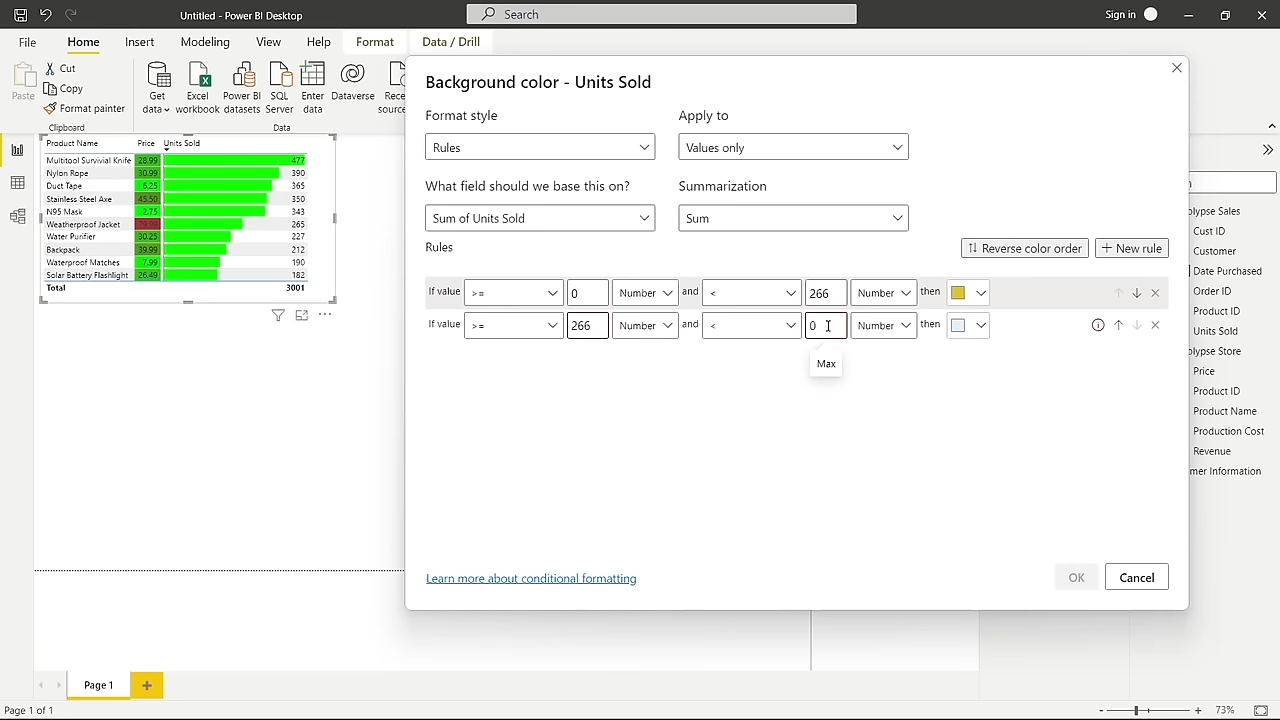 Untitled - Power BI Desktop
Search
Sign in
File Home Insert Modeling View Help Format Data / Drill
Paste
Cut
Copy
Format painter
Clipboard
Get data
Excel workbook
Power BI datasets
SQL Server
Enter data
Dataverse
Data
Product Name Price Units Sold
Multitool Survivial Knife 28.99 477
Nylon Rope 30.99 390
Duct Tape 6.25 365
Stainless Steel Axe 45.50 350
N95 Mask 2.75 343
Weatherproof Jacket 265
Water Purifier 30.25 227
Backpack 39.99 212
Waterproof Matches 7.99 190
Solar Battery Flashlight 26.49 182
Total 3001
Background color - Units Sold
Format style Apply to
Rules Values only
What field should we base this on? Summarization
Sum of Units Sold Sum
Rules Reverse color order New rule
If value >= 0 Number and < 266 Number then
If value >= 266 Number and < 0 Number then
Max
Learn more about conditional formatting
OK Cancel
olypse Sales
Cust ID
Customer
Date Purchased
Order ID
Product ID
Units Sold
olypse Store
Price
Product ID
Product Name
Production Cost
Revenue
mer Information
Page 1
Page 1 of 1
73%